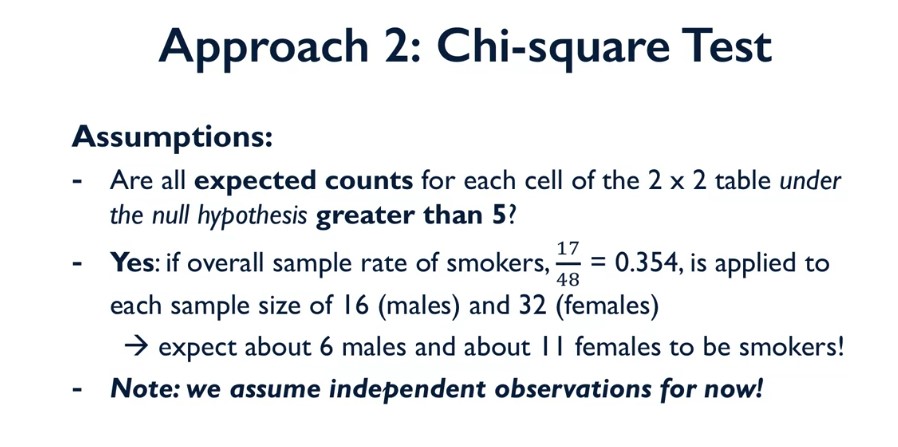 Approach 2: Chi-square Test
Assumptions:
- Are all expected counts for each cell of the 2 x 2 table under
the null hypothesis greater than 5?
- Yes: if overall sample rate of smokers, 17/48 = 0.354, is applied to
each sample size of 16 (males) and 32 (females)
→ expect about 6 males and about 11 females to be smokers!
- Note: we assume independent observations for now!